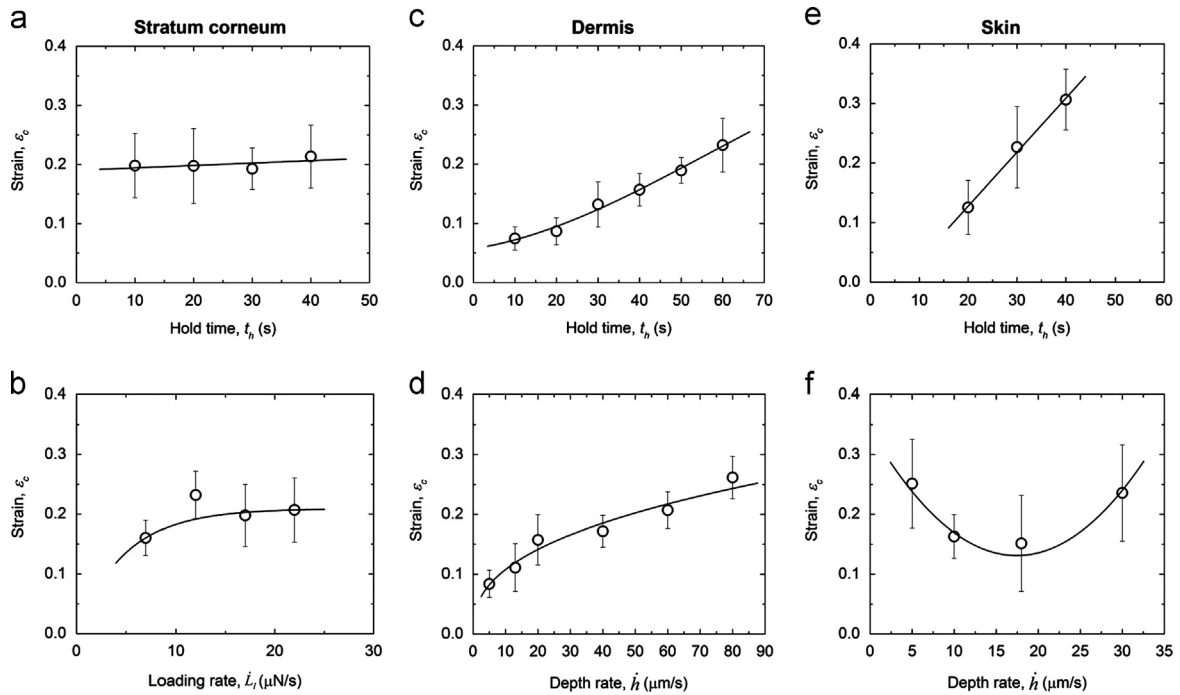 a
Stratum corneum
0.4
0.3
0.2
0.1
0.0
Strain, εc
0 10 20 30 40 50
Hold time, th (s)
c
Dermis
0.4
0.3
0.2
0.1
0.0
Strain, εc
0 10 20 30 40 50 60 70
Hold time, th (s)
e
Skin
0.4
0.3
0.2
0.1
0.0
Strain, εc
0 10 20 30 40 50 60
Hold time, th (s)
b
0.4
0.3
0.2
0.1
0.0
Strain, εc
0 10 20 30
Loading rate, L̇l (μN/s)
d
0.4
0.3
0.2
0.1
0.0
Strain, εc
0 10 20 30 40 50 60 70 80 90
Depth rate, ḣ (μm/s)
f
0.4
0.3
0.2
0.1
0.0
Strain, εc
0 5 10 15 20 25 30 35
Depth rate, ḣ (μm/s)